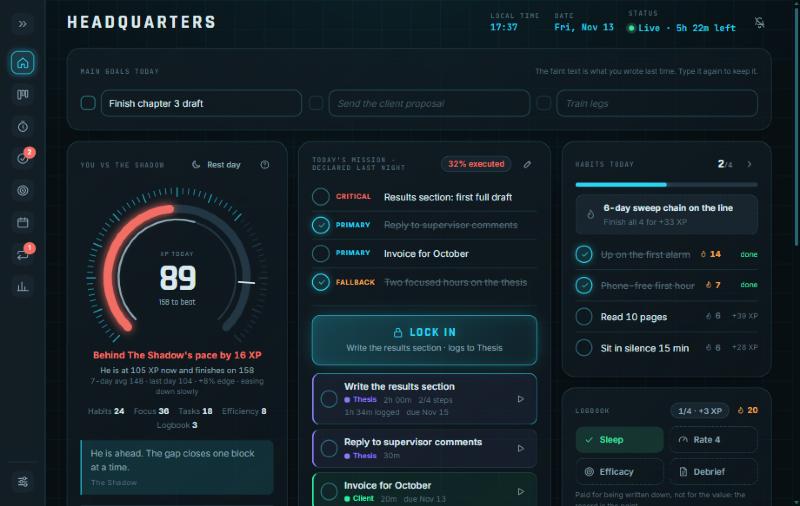 HEADQUARTERS
LOCAL TIME
17:37
DATE
Fri, Nov 13
STATUS
Live · 5h 22m left
MAIN GOALS TODAY
The faint text is what you wrote last time. Type it again to keep it.
Finish chapter 3 draft
Send the client proposal
Train legs
2
1
YOU VS THE SHADOW
Rest day
XP TODAY
89
158 to beat
Behind The Shadow's pace by 16 XP
He is at 105 XP now and finishes on 158
7-day avg 148 · last day 104 · +8% edge · easing
down slowly
Habits 24 Focus 36 Tasks 18 Efficiency 8
Logbook 3
He is ahead. The gap closes one block
at a time.
The Shadow
TODAY'S MISSION ·
DECLARED LAST NIGHT
32% executed
CRITICAL Results section: first full draft
PRIMARY Reply to supervisor comments
PRIMARY Invoice for October
FALLBACK Two focused hours on the thesis
LOCK IN
Write the results section · logs to Thesis
Write the results section
Thesis 2h 00m 2/4 steps
1h 34m logged due Nov 15
Reply to supervisor comments
Thesis 30m
Invoice for October
Client 20m due Nov 13
HABITS TODAY
2/4
6-day sweep chain on the line
Finish all 4 for +33 XP
Up on the first alarm 14 done
Phone-free first hour 7 done
Read 10 pages 6 +39 XP
Sit in silence 15 min 6 +28 XP
LOGBOOK
1/4 · +3 XP
20
Sleep
Rate 4
Efficacy
Debrief
Paid for being written down, not for the value: the
record is the point.